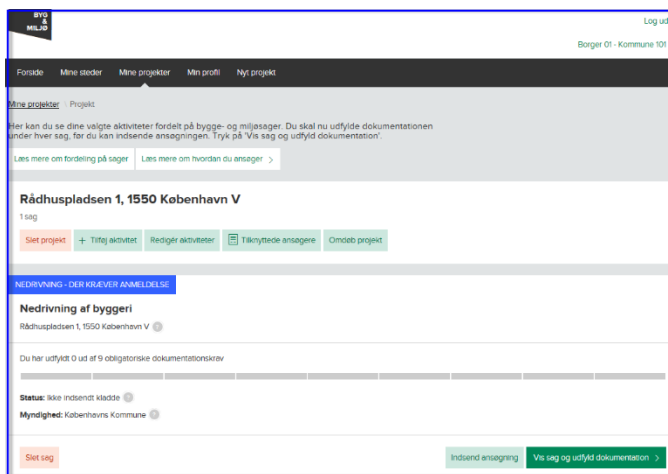 BYG
&
MILJØ
Log ud
Borger 01 - Kommune 101
Forside Mine steder Mine projekter Min profil Nyt projekt
Mine projekter Projekt
Her kan du se dine valgte aktiviteter fordelt på bygge- og miljøsager. Du skal nu udfylde dokumentationen
under hver sag, før du kan indsende ansøgningen. Tryk på 'Vis sag og udfyld dokumentation'.
Læs mere om fordeling på sager Læs mere om hvordan du ansøger >
Rådhuspladsen 1, 1550 København V
1 sag
Slet projekt + Tilføj aktivitet Redigér aktiviteter Tilknyttede ansøgere Omdøb projekt
NEDRIVNING - DER KRÆVER ANMELDELSE
Nedrivning af byggeri
Rådhuspladsen 1, 1550 København V ?
Du har udfyldt 0 ud af 9 obligatoriske dokumentationskrav
Status: Ikke indsendt kladde ?
Myndighed: Københavns Kommune ?
Slet sag Indsend ansøgning Vis sag og udfyld dokumentation >